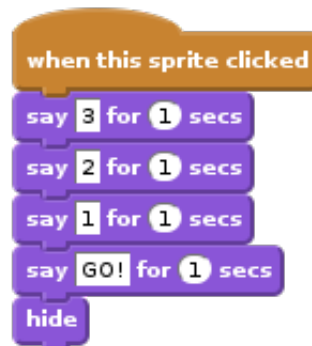 when this sprite clicked
say 3 for 1 secs
say 2 for 1 secs
say 1 for 1 secs
say GO! for 1 secs
hide